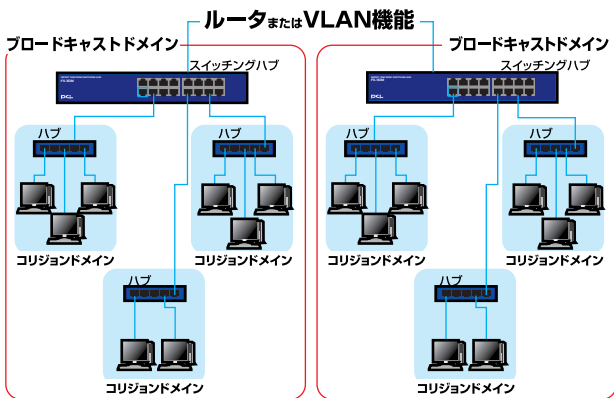 ルータまたはVLAN機能
ブロードキャストドメイン
ブロードキャストドメイン
スイッチングハブ
スイッチングハブ
PCi
PCi
ハブ
ハブ
ハブ
ハブ
コリジョンドメイン
コリジョンドメイン
コリジョンドメイン
コリジョンドメイン
ハブ
ハブ
コリジョンドメイン
コリジョンドメイン